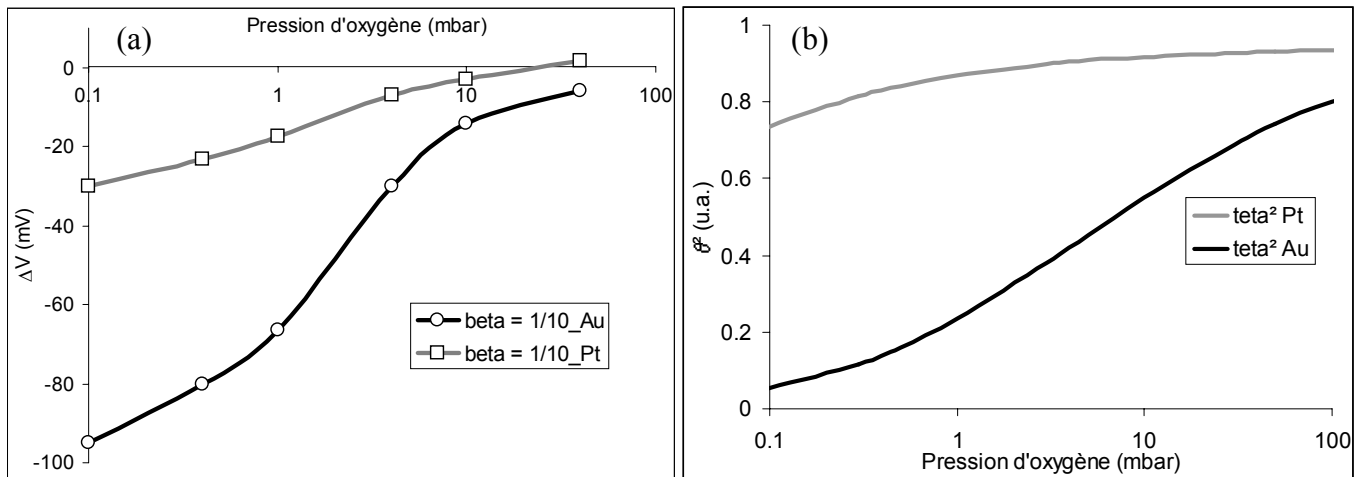 (a)
Pression d'oxygène (mbar)
0
0.1
1
10
100
-20
-40
-60
-80
-100
ΔV (mV)
beta = 1/10_Au
beta = 1/10_Pt
(b)
1
0.8
0.6
0.4
0.2
0
θ² (u.a.)
teta² Pt
teta² Au
0.1
1
10
100
Pression d'oxygène (mbar)